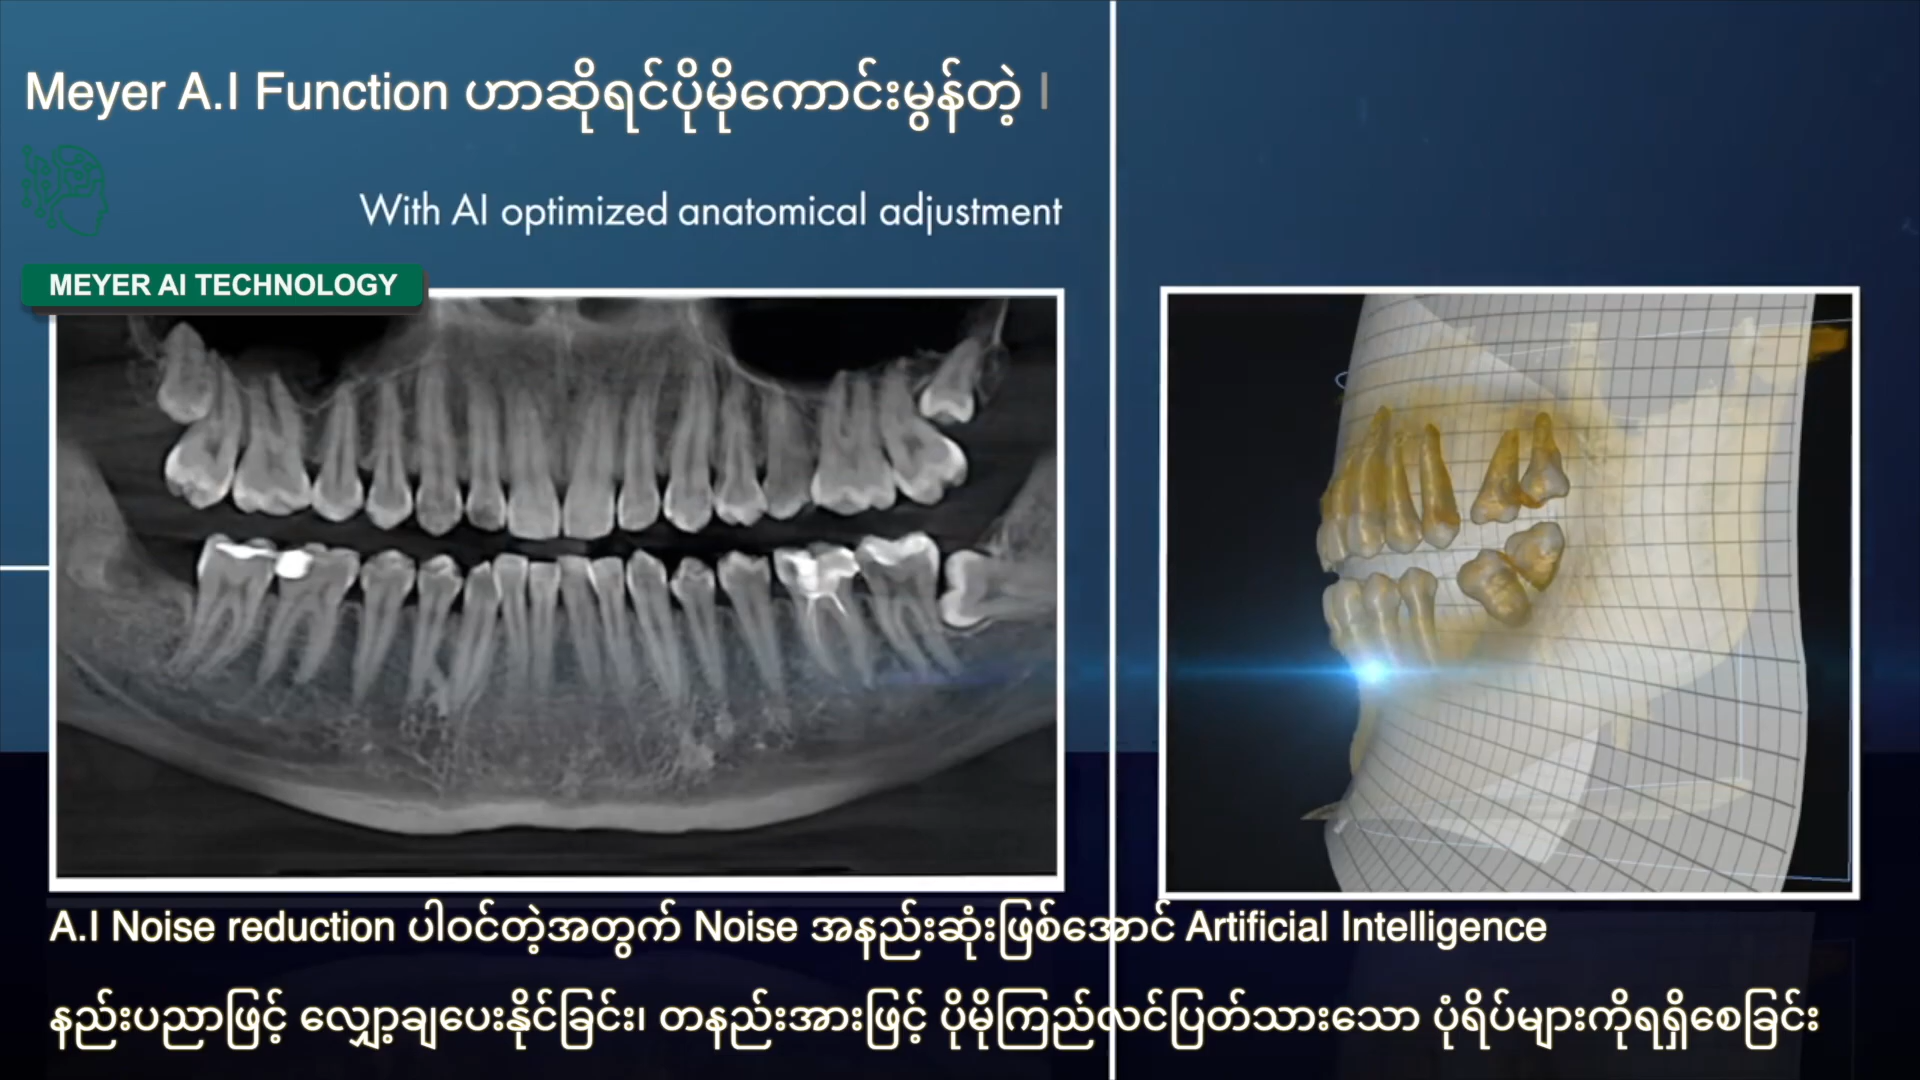 Meyer A.I Function ဟာဆိုရင်ပိုမိုကောင်းမွန်တဲ့
With AI optimized anatomical adjustment
MEYER AI TECHNOLOGY
A.I Noise reduction ပါဝင်တဲ့အတွက် Noise အနည်းဆုံးဖြစ်အောင် Artificial Intelligence
နည်းပညာဖြင့် လျှော့ချပေးနိုင်ခြင်း၊ တနည်းအားဖြင့် ပိုမိုကြည်လင်ပြတ်သားသော ပုံရိပ်များကိုရရှိစေခြင်း